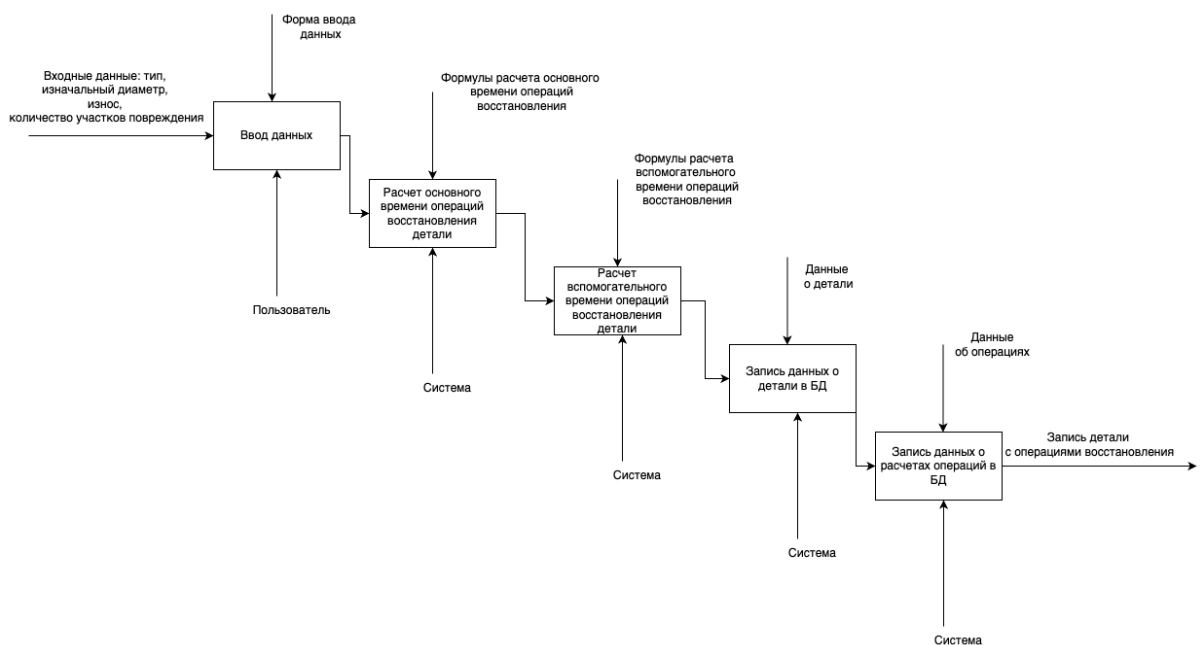 Форма ввода
данных
Входные данные: тип,
изначальный диаметр,
износ,
количество участков повреждения
Ввод данных
Пользователь
Формулы расчета основного
времени операций
восстановления
Расчет основного
времени операций
восстановления
детали
Система
Формулы расчета
вспомогательного
времени операций
восстановления
Расчет
вспомогательного
времени операций
восстановления
детали
Система
Данные
о детали
Запись данных о
детали в БД
Система
Данные
об операциях
Запись данных о
расчетах операций в
БД
Запись детали
с операциями восстановления
Система